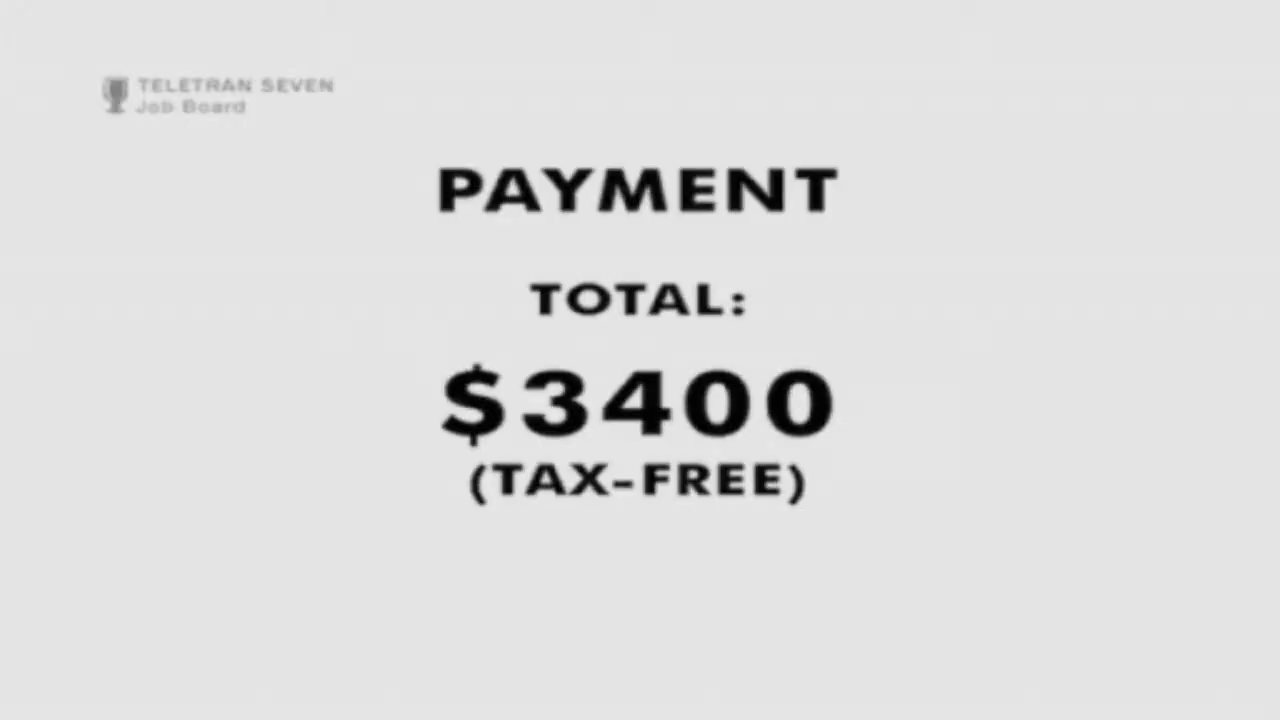 TELETRAN SEVEN
Job Board
PAYMENT
TOTAL:
$3400
(TAX-FREE)